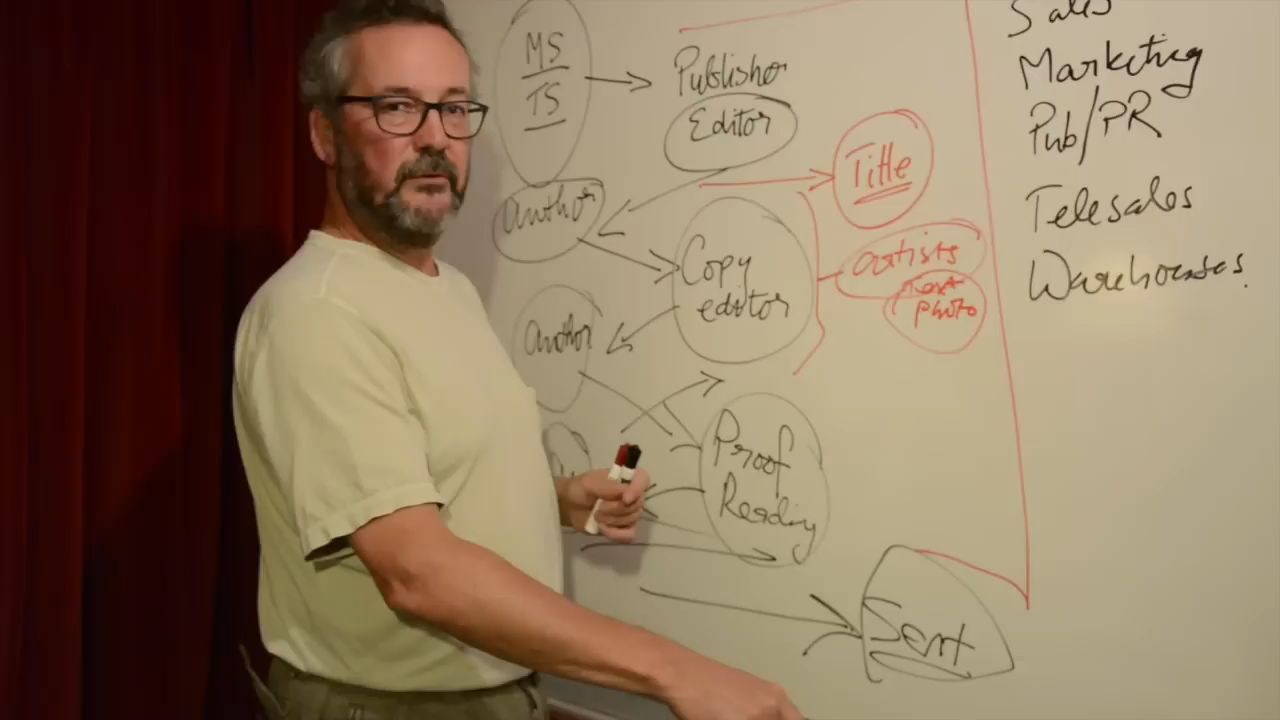 MS
TS
Publisher
Editor
Author
Title
Copy
editor
artists
photo
Author
Proof
Reading
Sent
Sales
Marketing
Pub/PR
Telesales
Warehouses.